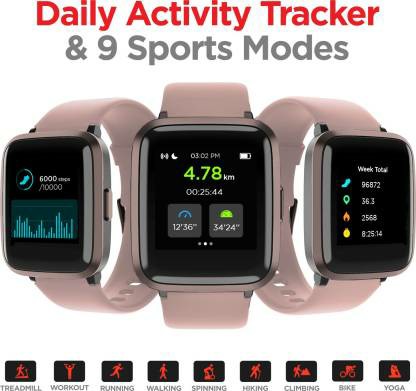 Daily Activity Tracker
& 9 Sports Modes
6000 steps
/10000
03:02 PM
4.78 km
00:25:44
12'36"
34'24"
Week Total
96872
36.3
2568
8:25:14
TREADMILL WORKOUT RUNNING WALKING SPINNING HIKING CLIMBING BIKE YOGA